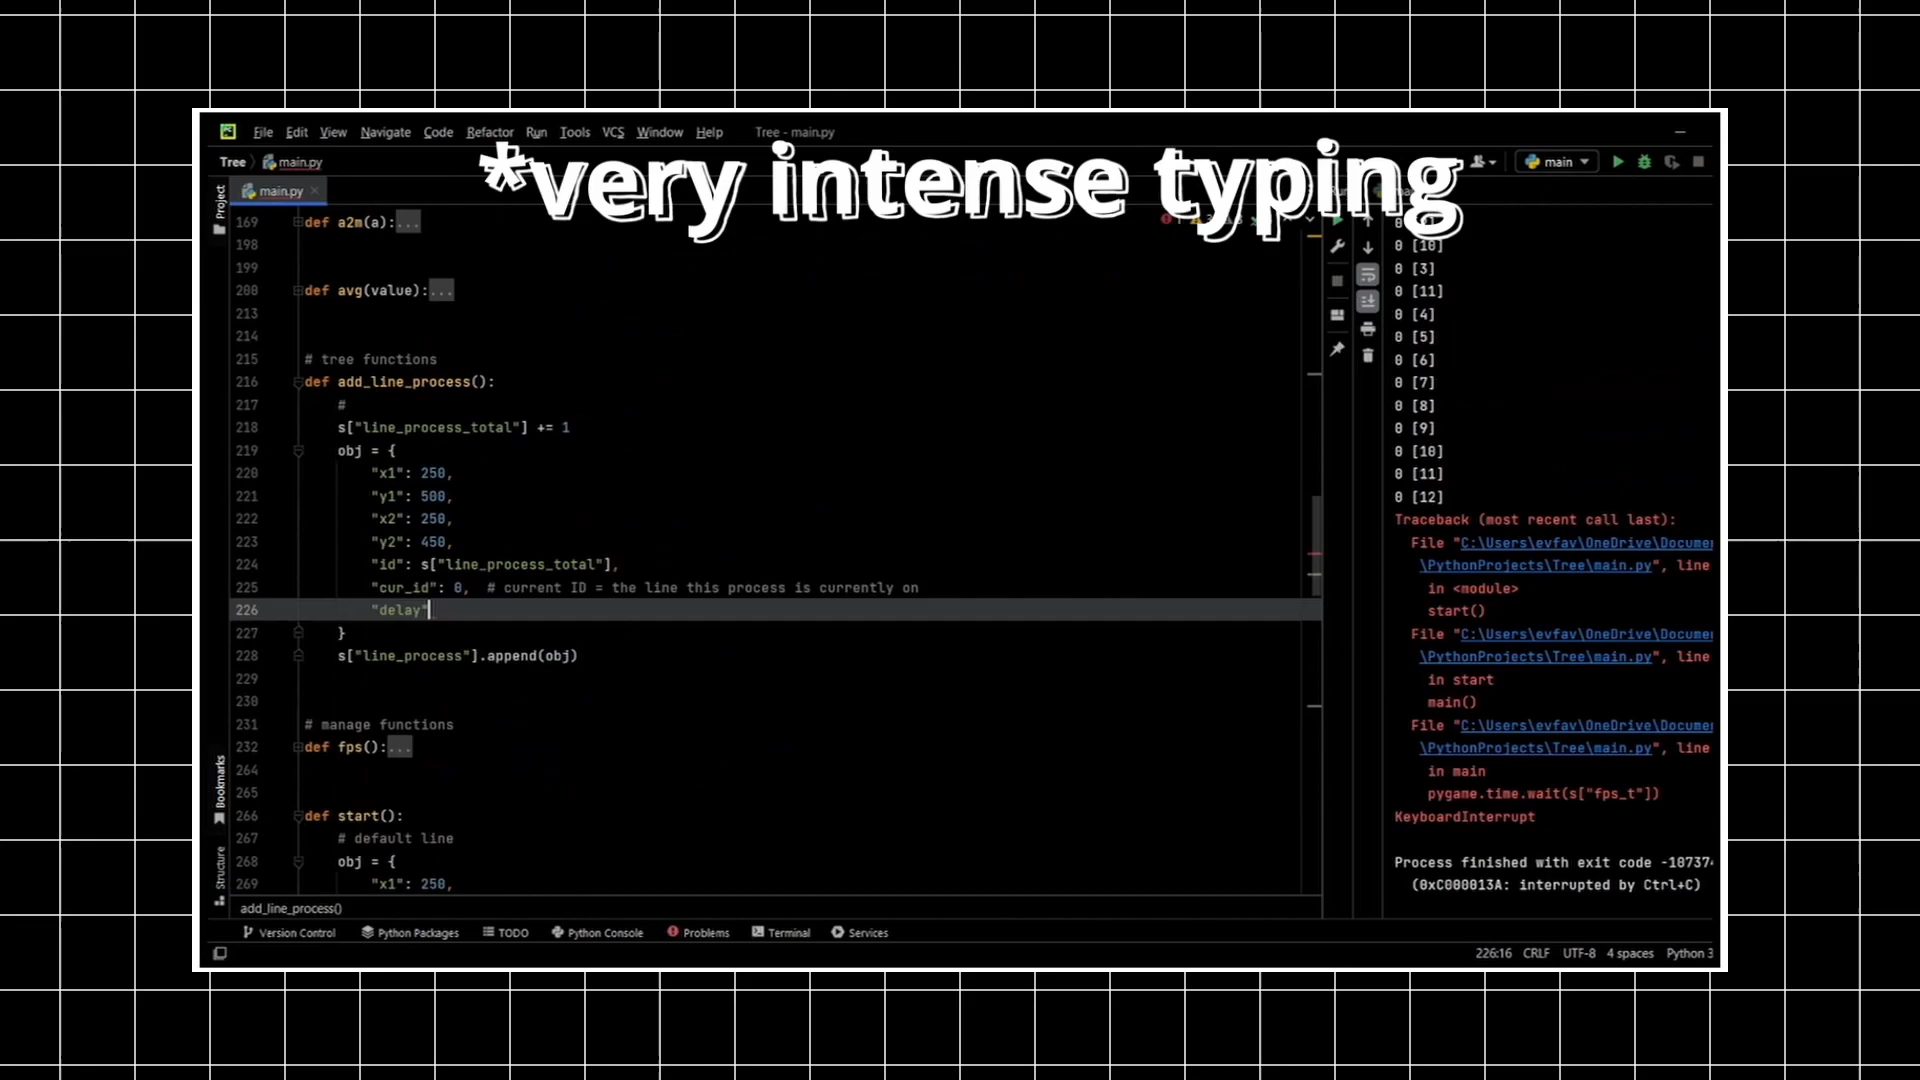 File Edit View Navigate Code Refactor Run Tools VCS Window Help Tree - main.py
Tree main.py
main
*very intense typing
Project
main.py
169 def a2m(a):...
198
199
200 def avg(value):...
213
214
215 # tree functions
216 def add_line_process():
217 #
218 s["line_process_total"] += 1
219 obj = {
220 "x1": 250,
221 "y1": 500,
222 "x2": 250,
223 "y2": 450,
224 "id": s["line_process_total"],
225 "cur_id": 0, # current ID = the line this process is currently on
226 "delay"
227 }
228 s["line_process"].append(obj)
229
230
231 # manage functions
232 def fps():...
264
265
266 def start():
267 # default line
268 obj = {
269 "x1": 250,
add_line_process()
Bookmarks
Structure
0 [10]
0 [3]
0 [11]
0 [4]
0 [5]
0 [6]
0 [7]
0 [8]
0 [9]
0 [10]
0 [11]
0 [12]
Traceback (most recent call last):
File "C:\Users\evfav\OneDrive\Documen
\PythonProjects\Tree\main.py", line
in <module>
start()
File "C:\Users\evfav\OneDrive\Documen
\PythonProjects\Tree\main.py", line
in start
main()
File "C:\Users\evfav\OneDrive\Documen
\PythonProjects\Tree\main.py", line
in main
pygame.time.wait(s["fps_t"])
KeyboardInterrupt
Process finished with exit code -107374
(0xC000013A: interrupted by Ctrl+C)
Version Control Python Packages TODO Python Console Problems Terminal Services
226:16 CRLF UTF-8 4 spaces Python 3